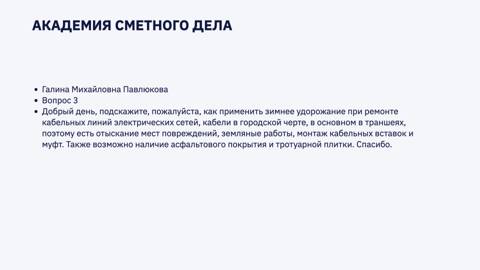 АКАДЕМИЯ СМЕТНОГО ДЕЛА
• Галина Михайловна Павлюкова
• Вопрос 3
• Добрый день, подскажите, пожалуйста, как применить зимнее удорожание при ремонте
кабельных линий электрических сетей, кабели в городской черте, в основном в траншеях,
поэтому есть отыскание мест повреждений, земляные работы, монтаж кабельных вставок и
муфт. Также возможно наличие асфальтового покрытия и тротуарной плитки. Спасибо.